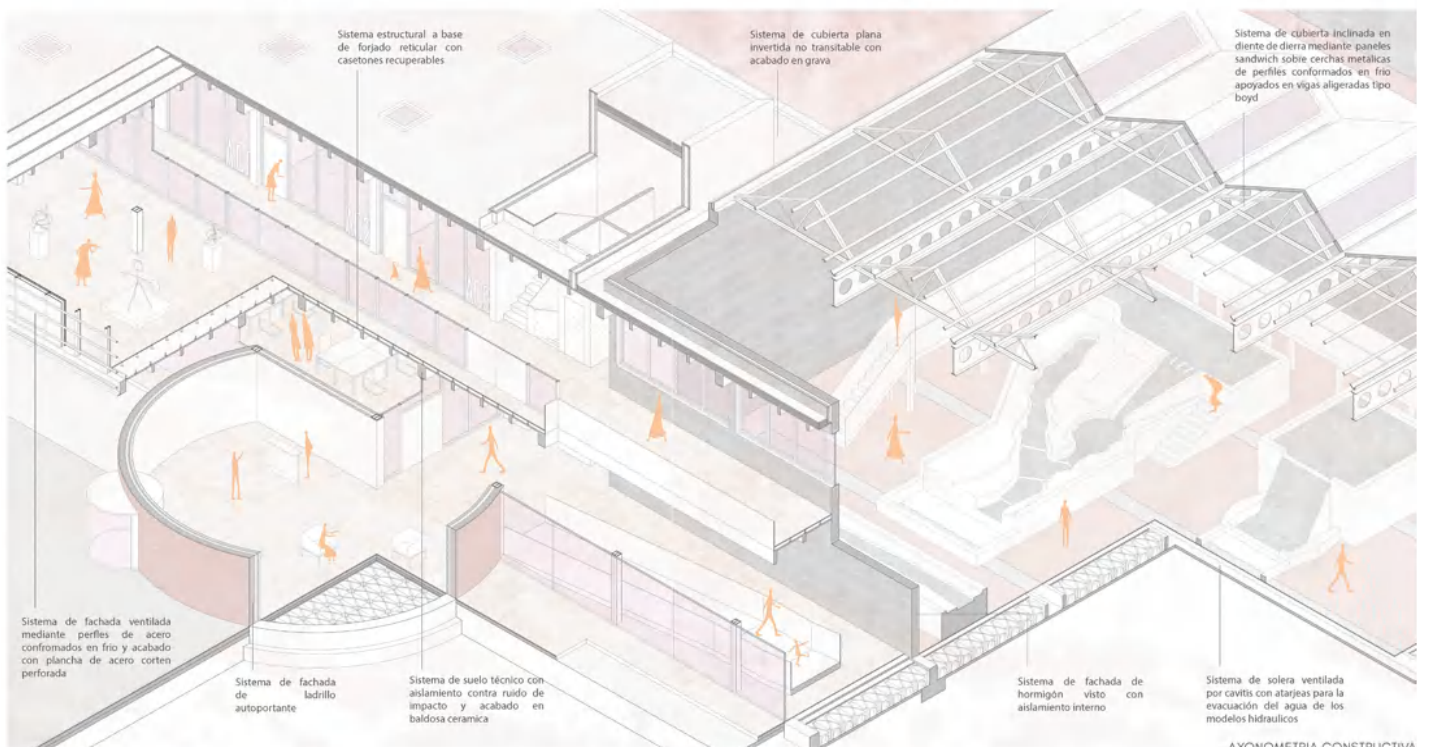 Sistema estructural a base
de forjado reticular con
casetones recuperables
Sistema de cubierta plana
invertida no transitable con
acabado en grava
Sistema de cubierta inclinada en
diente de dierra mediante paneles
sandwich sobre cerchas metálicas
de perfiles conformados en frio
apoyados en vigas aligeradas tipo
boyd
Sistema de fachada ventilada
mediante perfiles de acero
confromados en frio y acabado
con plancha de acero corten
perforada
Sistema de fachada
de ladrillo
autoportante
Sistema de suelo técnico con
aislamiento contra ruido de
impacto y acabado en
baldosa ceramica
Sistema de fachada de
hormigón visto con
aislamiento interno
Sistema de solera ventilada
por cavitis con atarjeas para la
evacuación del agua de los
modelos hidraulicos
AXONOMETRIA CONSTRUCTIVA